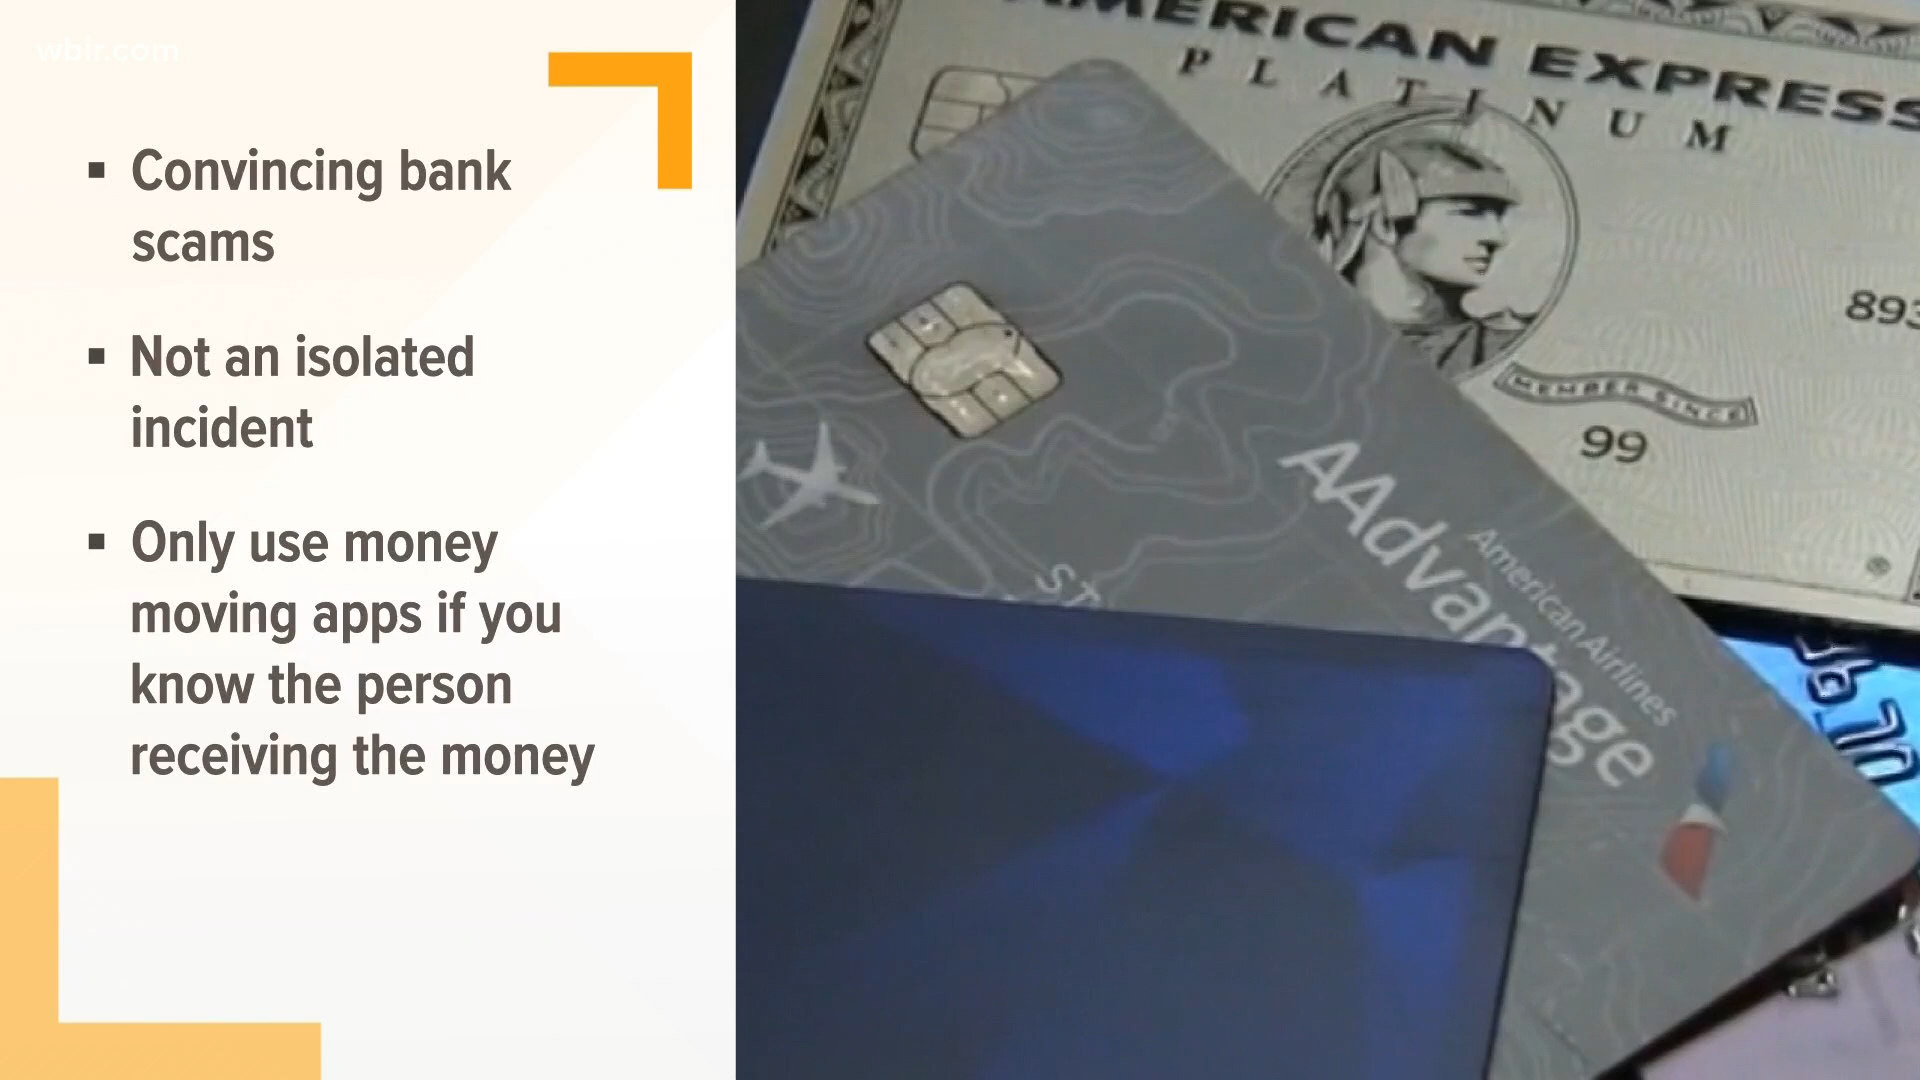 wbir.com
Convincing bank
scams
Not an isolated
incident
Only use money
moving apps if you
know the person
receiving the money
AMERICAN EXPRESS
PLATINUM
893
MEMBER SINCE
99
®
AAdvantage
American Airlines
ST